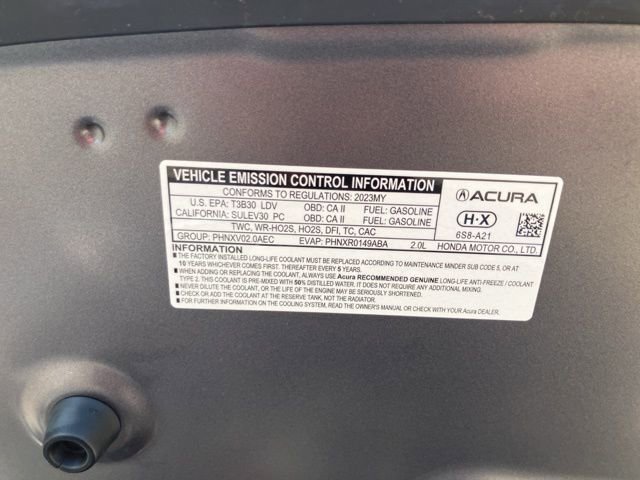 VEHICLE EMISSION CONTROL INFORMATION
CONFORMS TO REGULATIONS: 2023MY
U.S. EPA: T3B30 LDV OBD: CA II FUEL: GASOLINE
CALIFORNIA: SULEV30 PC OBD: CA II FUEL: GASOLINE
TWC, WR-HO2S, HO2S, DFI, TC, CAC
GROUP: PHNXV02.0AEC EVAP: PHNXR0149ABA 2.0L
ACURA
H·X
6S8-A21
HONDA MOTOR CO., LTD.
INFORMATION
■ THE FACTORY INSTALLED LONG-LIFE COOLANT MUST BE REPLACED ACCORDING TO MAINTENANCE MINDER SUB CODE 5, OR AT
10 YEARS WHICHEVER COMES FIRST. THEREAFTER EVERY 5 YEARS.
■ WHEN ADDING OR REPLACING THE COOLANT, ALWAYS USE Acura RECOMMENDED GENUINE LONG-LIFE ANTI-FREEZE / COOLANT
TYPE 2. THIS COOLANT IS PRE-MIXED WITH 50% DISTILLED WATER. IT DOES NOT REQUIRE ANY ADDITIONAL MIXING.
■ NEVER DILUTE THE COOLANT, OR THE LIFE OF THE ENGINE MAY BE SERIOUSLY SHORTENED.
■ CHECK OR ADD THE COOLANT AT THE RESERVE TANK, NOT THE RADIATOR.
■ FOR FURTHER INFORMATION ON THE COOLING SYSTEM, READ THE OWNER'S MANUAL OR CHECK WITH YOUR Acura DEALER.